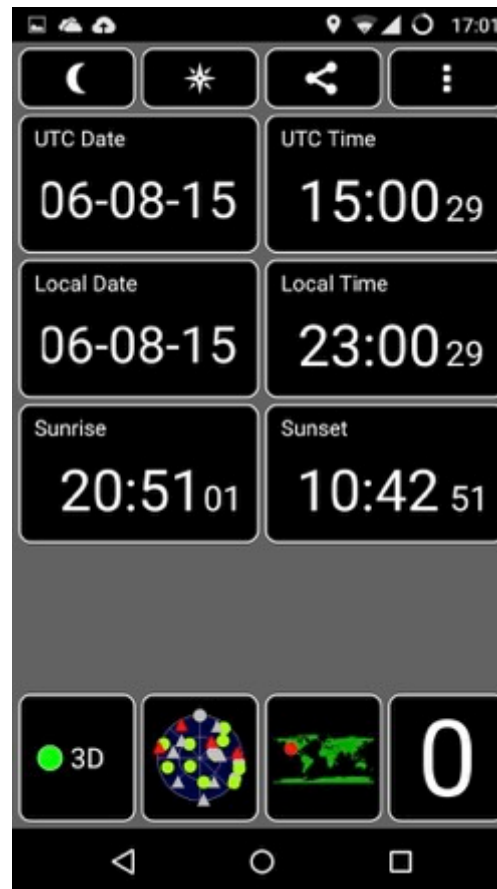 17:01
UTC Date
UTC Time
06-08-15
15:00 29
Local Date
Local Time
06-08-15
23:00 29
Sunrise
Sunset
20:51 01
10:42 51
3D
0